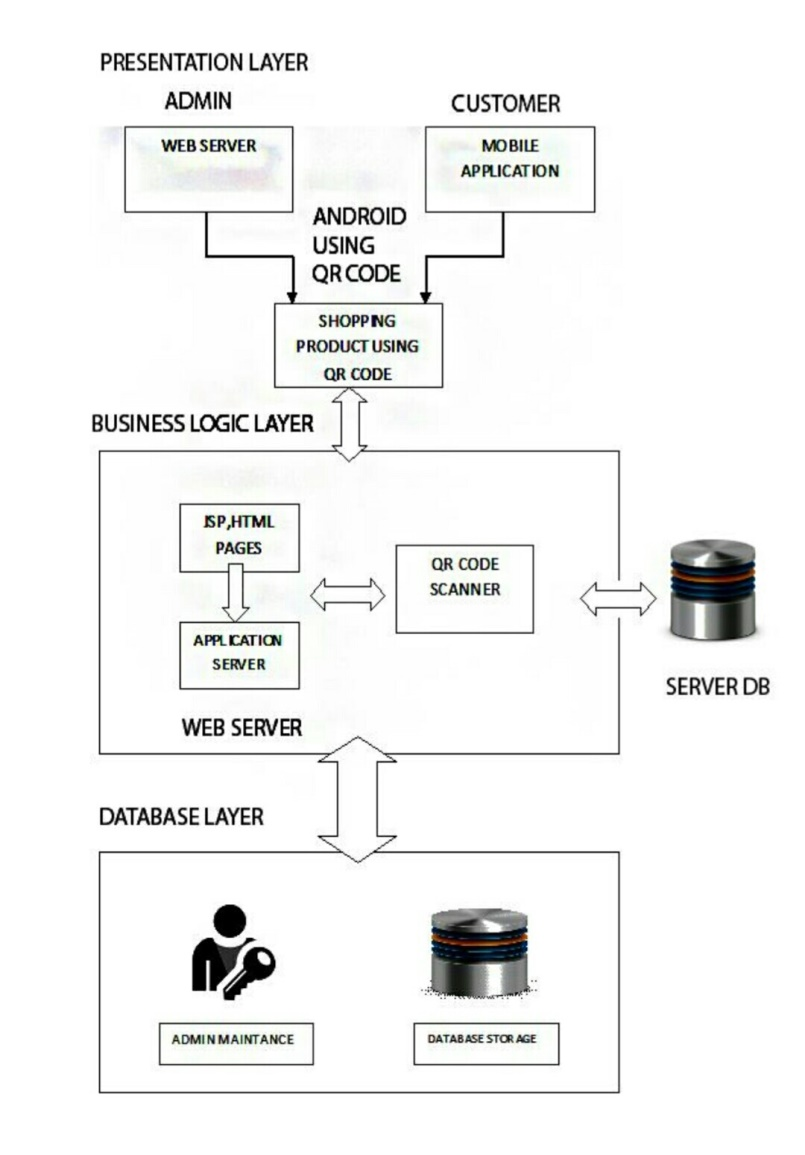 PRESENTATION LAYER
ADMIN
CUSTOMER
WEB SERVER
MOBILE
APPLICATION
ANDROID
USING
QR CODE
SHOPPING
PRODUCT USING
QR CODE
BUSINESS LOGIC LAYER
JSP,HTML
PAGES
QR CODE
SCANNER
APPLICATION
SERVER
SERVER DB
WEB SERVER
DATABASE LAYER
ADMIN MAINTANCE
DATABASE STORAGE